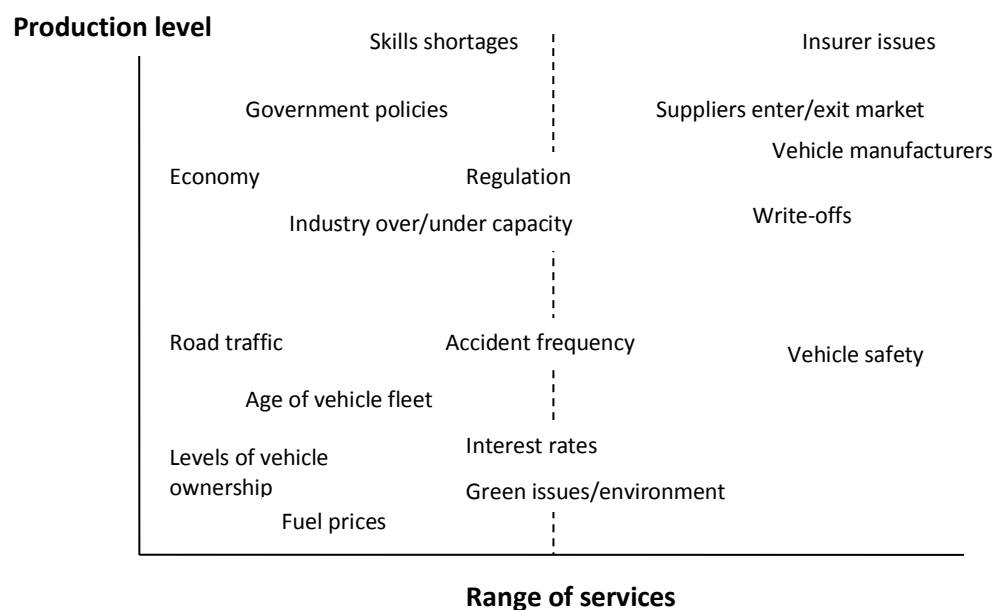 Production level
Skills shortages
Insurer issues
Government policies
Suppliers enter/exit market
Vehicle manufacturers
Economy
Regulation
Industry over/under capacity
Write-offs
Road traffic
Accident frequency
Vehicle safety
Age of vehicle fleet
Interest rates
Levels of vehicle
ownership
Green issues/environment
Fuel prices
Range of services